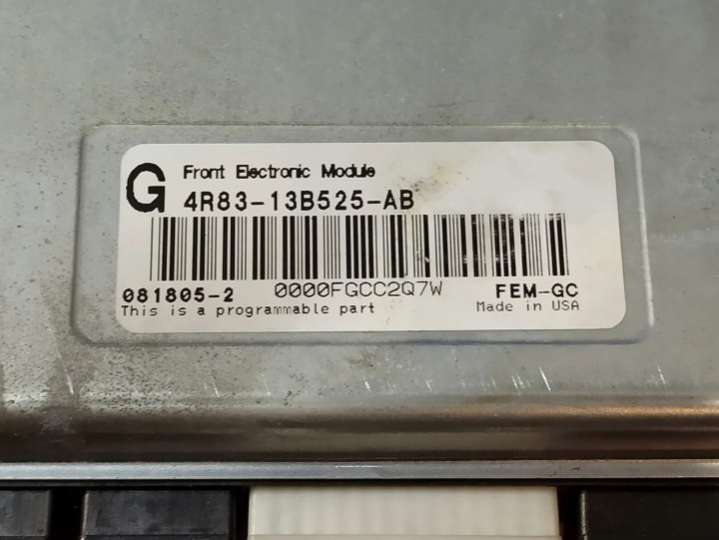 G Front Electronic Module
4R83-13B525-AB
081805-2 0000FGCC2Q7W FEM-GC
This is a programmable part Made in USA